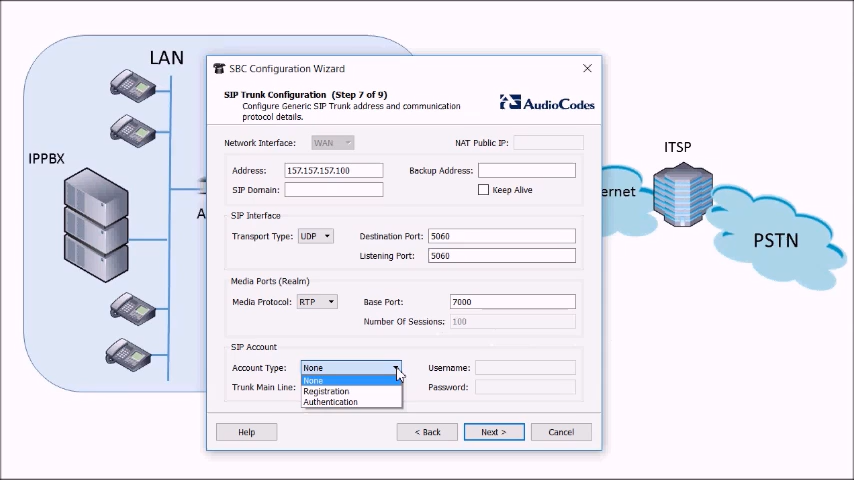 LAN
IPPBX
A
ernet
ITSP
PSTN
SBC Configuration Wizard
SIP Trunk Configuration (Step 7 of 9)
Configure Generic SIP Trunk address and communication
protocol details.
AudioCodes
Network Interface: WAN NAT Public IP:
Address: 157.157.157.100 Backup Address:
SIP Domain: Keep Alive
SIP Interface
Transport Type: UDP Destination Port: 5060
Listening Port: 5060
Media Ports (Realm)
Media Protocol: RTP Base Port: 7000
Number Of Sessions: 100
SIP Account
Account Type: None Username:
None
Registration
Authentication
Trunk Main Line: Password:
Help < Back Next > Cancel